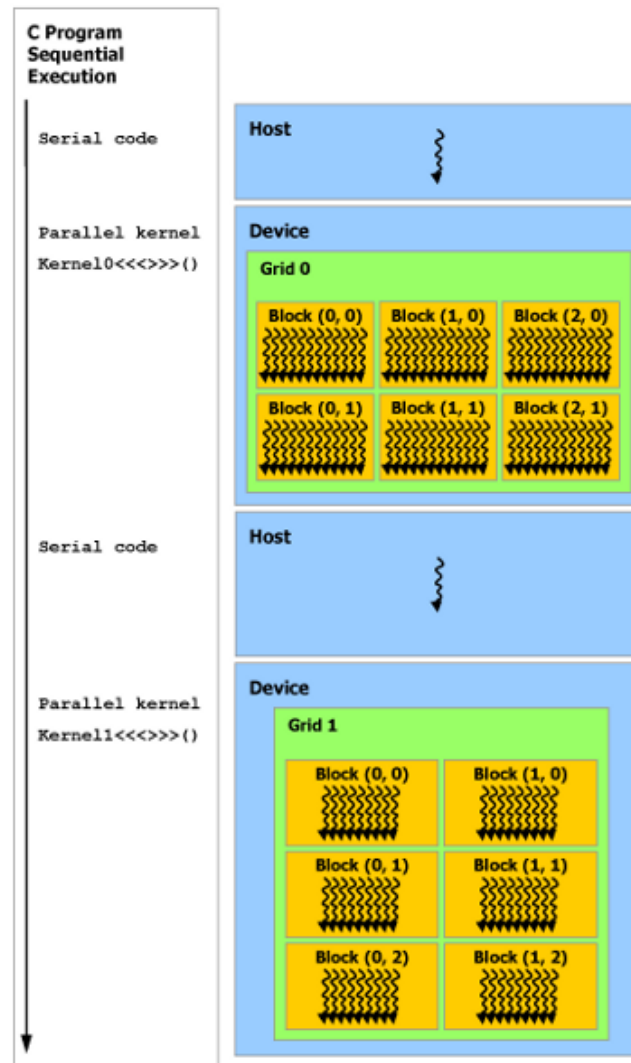 C Program
Sequential
Execution
Serial code
Host
Parallel kernel
Kernel0<<<>>>()
Device
Grid 0
Block (0, 0)
Block (1, 0)
Block (2, 0)
Block (0, 1)
Block (1, 1)
Block (2, 1)
Serial code
Host
Parallel kernel
Kernel1<<<>>>()
Device
Grid 1
Block (0, 0)
Block (1, 0)
Block (0, 1)
Block (1, 1)
Block (0, 2)
Block (1, 2)